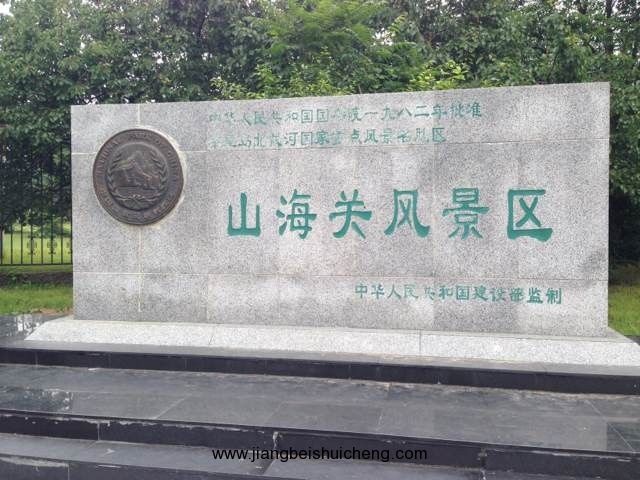 中华人民共和国国务院一九八二年批准
秦皇岛北戴河国家重点风景名胜区
山海关风景区
中华人民共和国建设部监制
www.jiangbeishuicheng.com